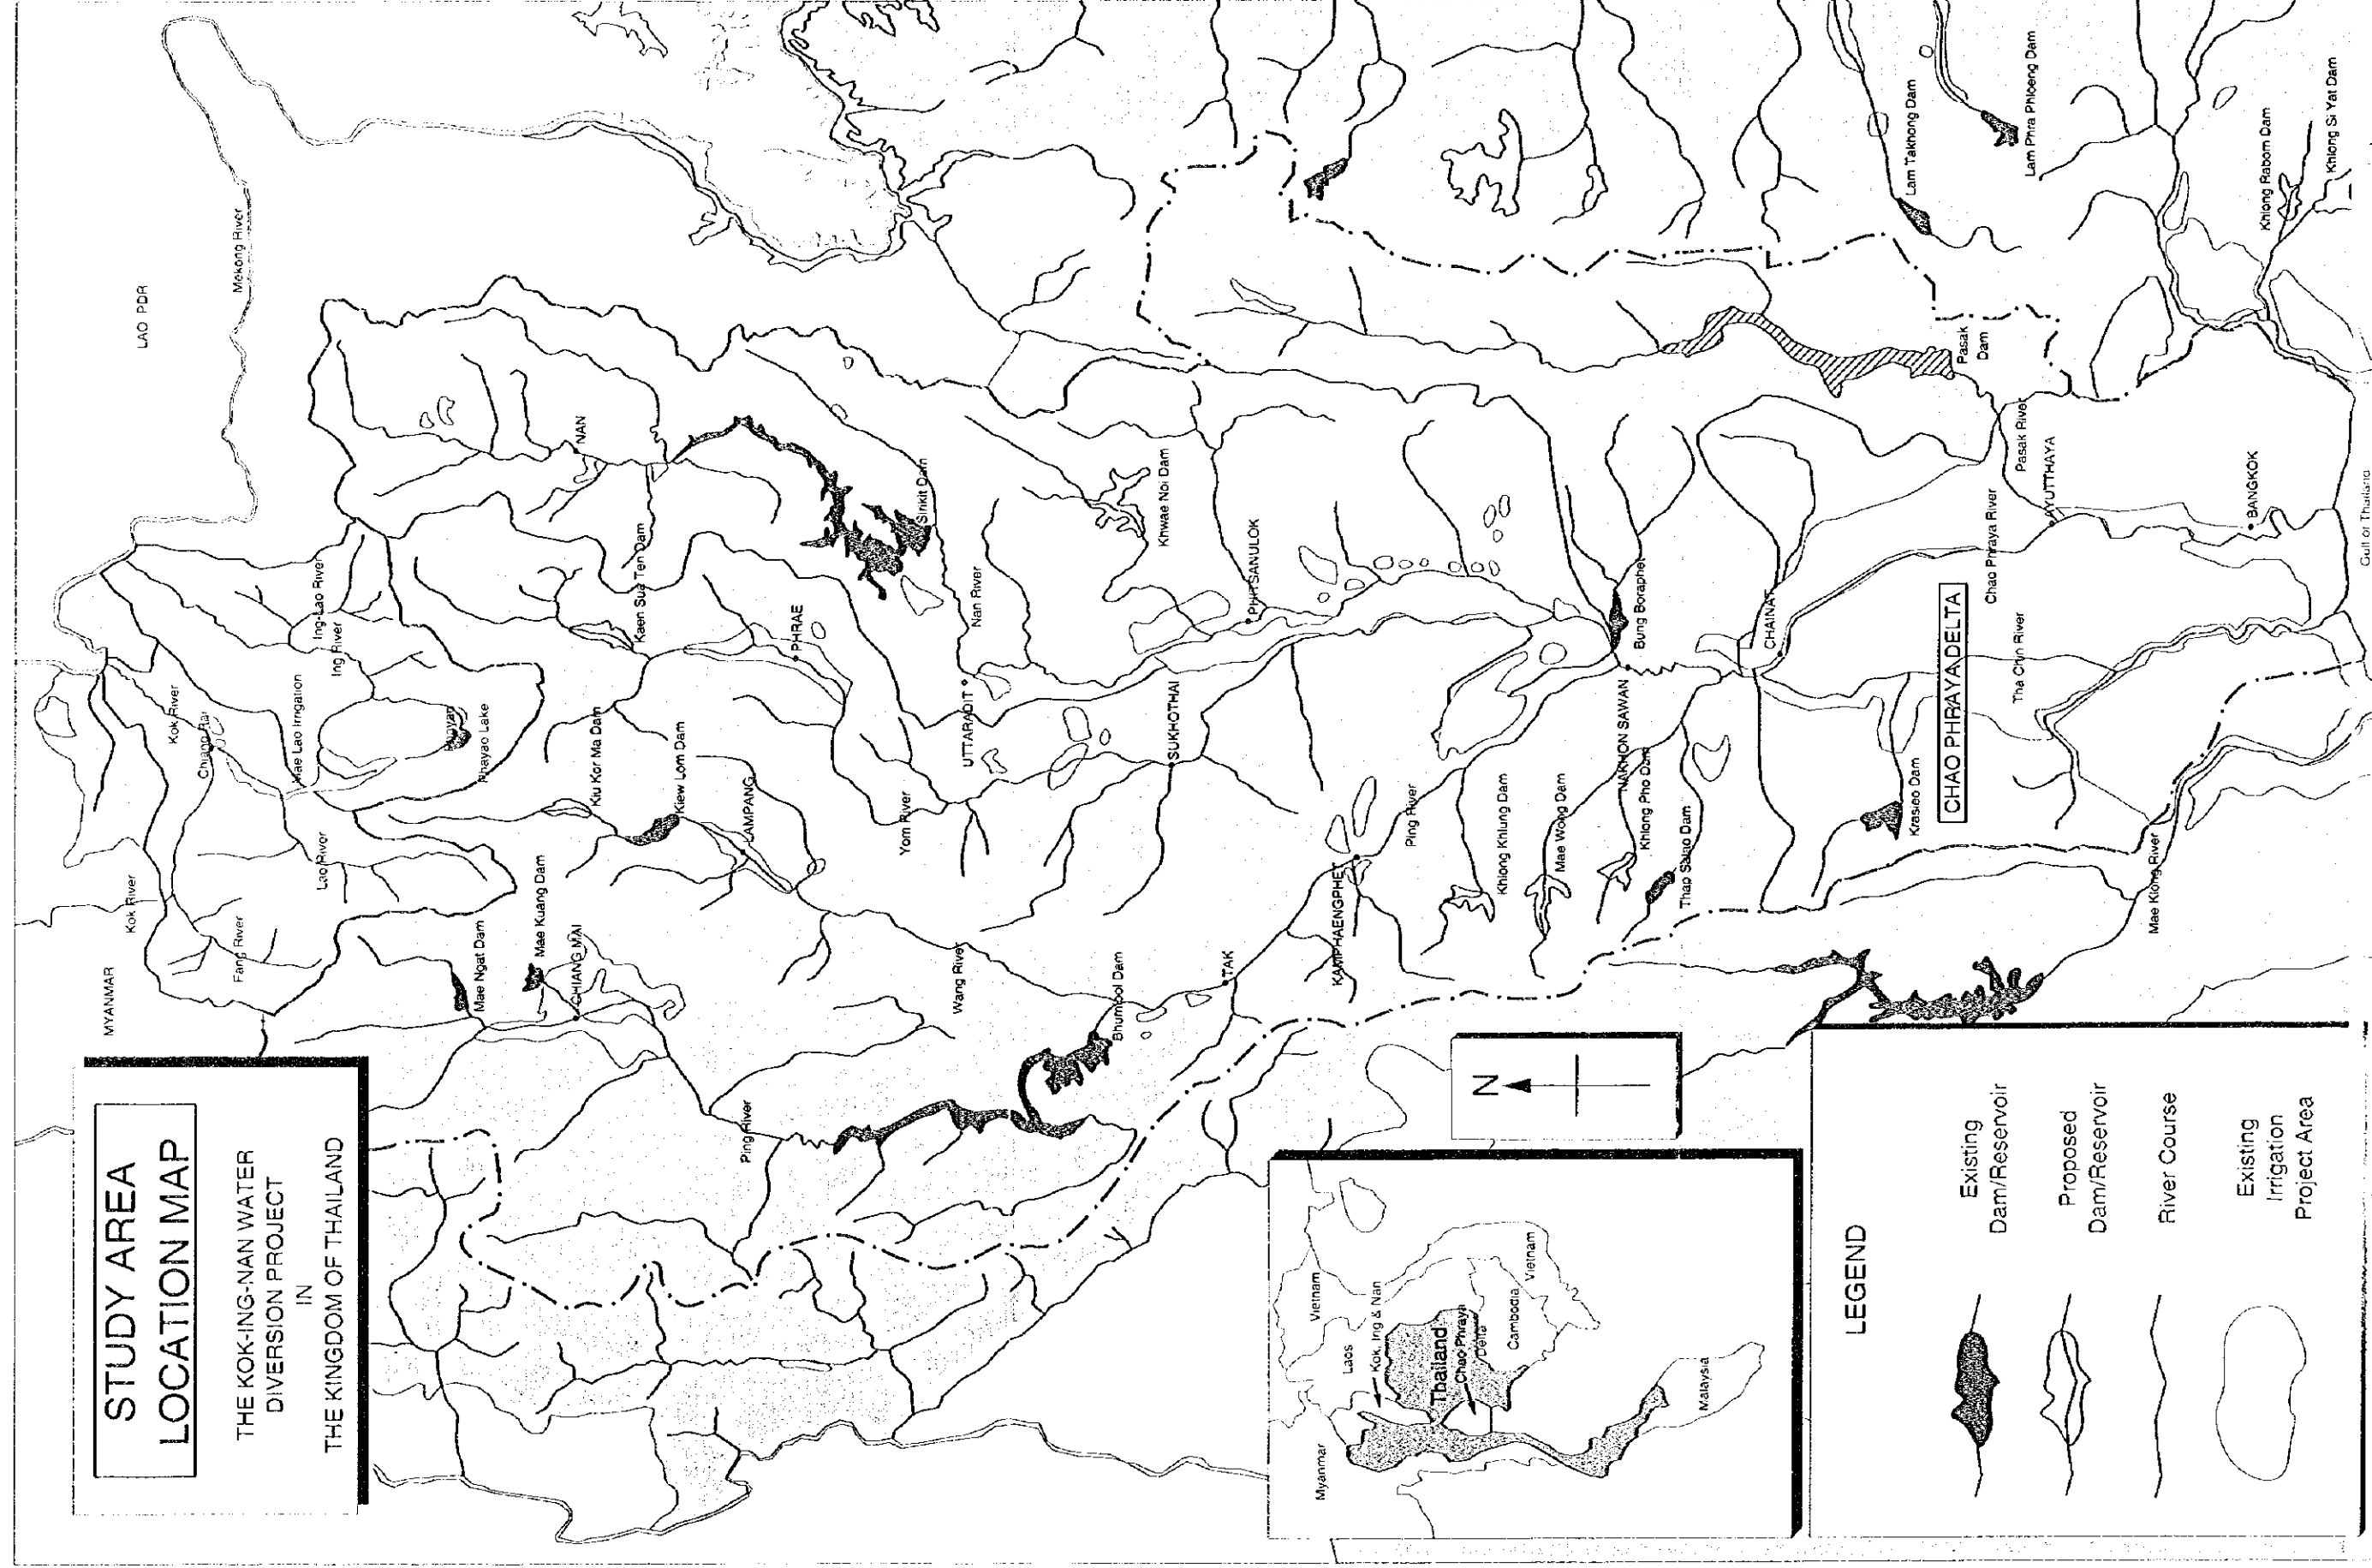 STUDY AREA
LOCATION MAP
THE KOK-ING-NAN WATER
DIVERSION PROJECT
IN
THE KINGDOM OF THAILAND
MYANMAR
LAO PDR
Mekong River
Kok River
Kok River
Chiang Rai
Fang River
Lao River
Mae Lao Irrigation
Ing River
Ing-Lao River
Phayao Lake
NAN
Mae Ngat Dam
Mae Kuang Dam
CHIANG MAI
Kiu Kor Ma Dam
Kiew Lom Dam
Kaen Sua Ten Dam
LAMPANG
PHRAE
Ping River
Yom River
Sirikit Dam
Wang River
UTTARADIT
Nan River
Bhumibol Dam
SUKHOTHAI
Khwae Noi Dam
TAK
PHITSANULOK
KAMPHAENGPHET
Ping River
Khlong Khlung Dam
Mae Wong Dam
NAKHON SAWAN
Khlong Pho Dam
Bung Boraphet
Thap Salao Dam
CHAINAT
Krasieo Dam
CHAO PHRAYA DELTA
Chao Phraya River
Tha Chin River
Pasak
Dam
Pasak River
AYUTTHAYA
Lam Takhong Dam
Lam Phra Phloeng Dam
Mae Klong River
BANGKOK
Khlong Rabom Dam
Khlong Si Yat Dam
Gulf of Thailand
N
Myanmar
Vietnam
Laos
Kok, Ing & Nan
Thailand
Chao Phraya
Delta
Cambodia
Vietnam
Malaysia
LEGEND
Existing
Dam/Reservoir
Proposed
Dam/Reservoir
River Course
Existing
Irrigation
Project Area